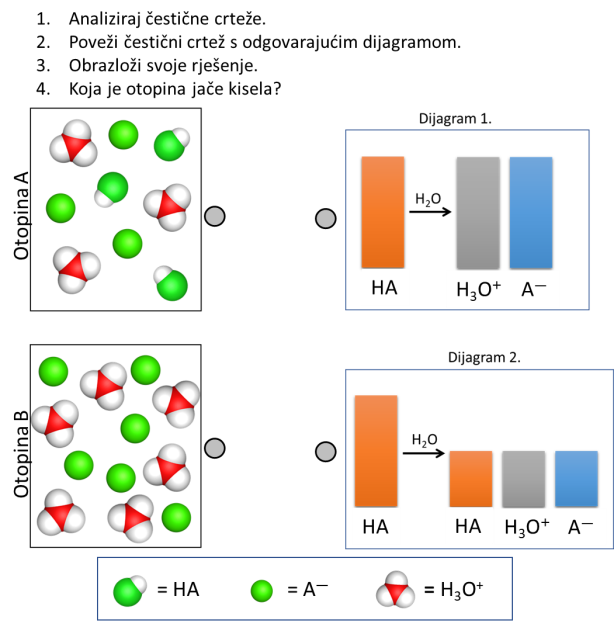 1. Analiziraj čestične crteže.
2. Poveži čestični crtež s odgovarajućim dijagramom.
3. Obrazloži svoje rješenje.
4. Koja je otopina jače kisela?
Otopina A
Dijagram 1.
H₂O
HA
H₃O⁺
A⁻
Otopina B
Dijagram 2.
H₂O
HA
HA
H₃O⁺
A⁻
= HA
= A⁻
= H₃O⁺